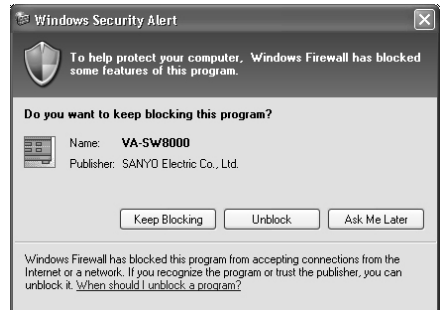 Windows Security Alert
To help protect your computer, Windows Firewall has blocked
some features of this program.
Do you want to keep blocking this program?
Name: VA-SW8000
Publisher: SANYO Electric Co., Ltd.
Keep Blocking Unblock Ask Me Later
Windows Firewall has blocked this program from accepting connections from the
Internet or a network. If you recognize the program or trust the publisher, you can
unblock it. When should I unblock a program?